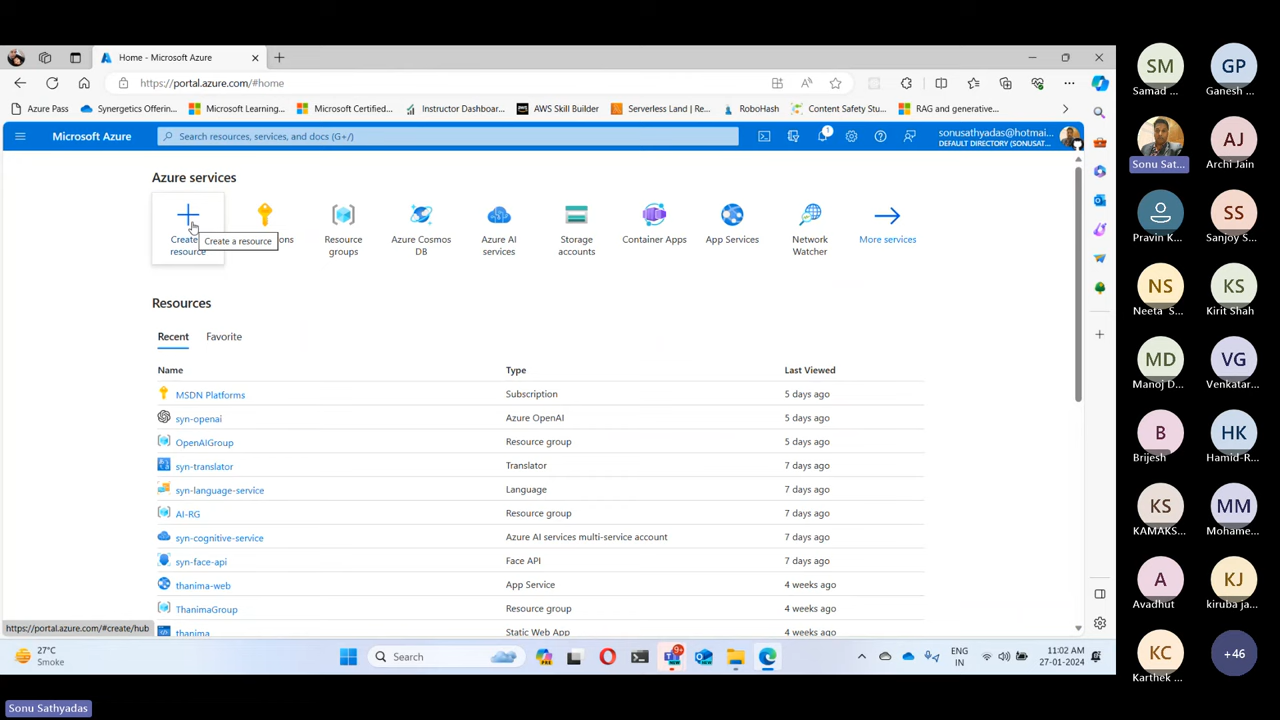 Home - Microsoft Azure
https://portal.azure.com/#home
Azure Pass
Synergetics Offering...
Microsoft Learning...
Microsoft Certified...
Instructor Dashboar...
AWS Skill Builder
Serverless Land | Re...
RoboHash
Content Safety Stu...
RAG and generative...
Microsoft Azure
Search resources, services, and docs (G+/)
1
sonusathyadas@hotmai...
DEFAULT DIRECTORY (SONUSAT...
Azure services
Create
resource
Create a resource
ons
Resource
groups
Azure Cosmos
DB
Azure AI
services
Storage
accounts
Container Apps
App Services
Network
Watcher
More services
Resources
Recent
Favorite
Name Type Last Viewed
MSDN Platforms Subscription 5 days ago
syn-openai Azure OpenAI 5 days ago
OpenAIGroup Resource group 5 days ago
syn-translator Translator 7 days ago
syn-language-service Language 7 days ago
AI-RG Resource group 7 days ago
syn-cognitive-service Azure AI services multi-service account 7 days ago
syn-face-api Face API 7 days ago
thanima-web App Service 4 weeks ago
ThanimaGroup Resource group 4 weeks ago
thanima Static Web App 4 weeks ago
https://portal.azure.com/#create/hub
27°C
Smoke
Search
9+
ENG
IN
11:02 AM
27-01-2024
Sonu Sathyadas
SM
Samad ...
GP
Ganesh ...
Sonu Sat...
AJ
Archi Jain
Pravin K...
SS
Sanjoy S...
NS
Neeta S...
KS
Kirit Shah
MD
Manoj D...
VG
Venkatar...
B
Brijesh
HK
Hamid-R...
KS
KAMAKS...
MM
Mohame...
A
Avadhut
KJ
kiruba ja...
KC
Karthek ...
+46